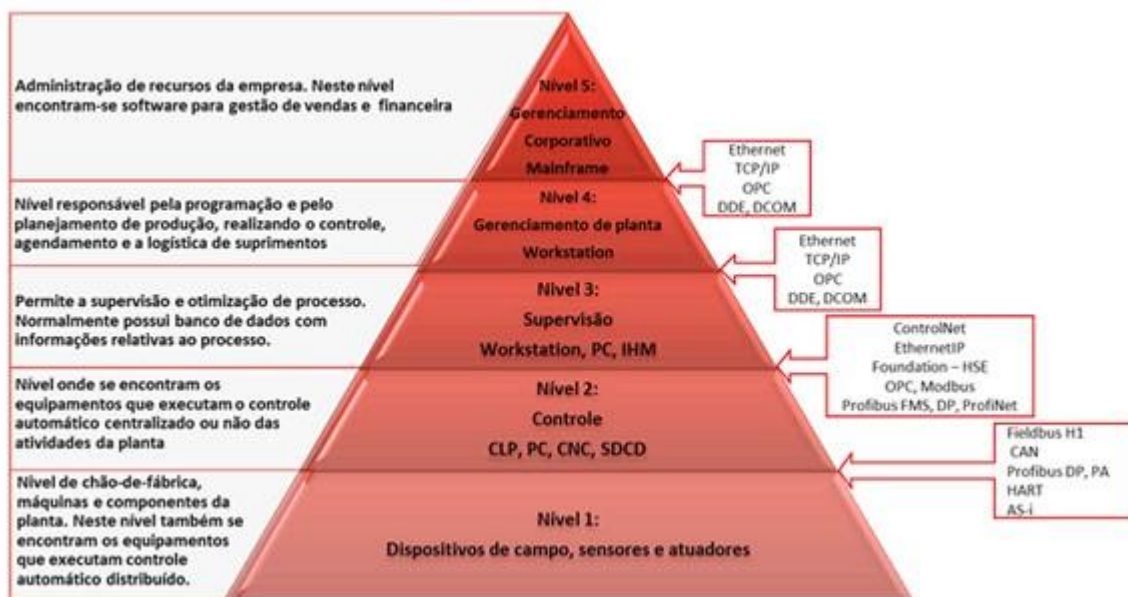 Administração de recursos da empresa. Neste nível
encontram-se software para gestão de vendas e financeira
Nível 5:
Gerenciamento
Corporativo
Mainframe
Ethernet
TCP/IP
OPC
DDE, DCOM
Nível responsável pela programação e pelo
planejamento de produção, realizando o controle,
agendamento e a logística de suprimentos
Nível 4:
Gerenciamento de planta
Workstation
Ethernet
TCP/IP
OPC
DDE, DCOM
Permite a supervisão e otimização de processo.
Normalmente possui banco de dados com
informações relativas ao processo.
Nível 3:
Supervisão
Workstation, PC, IHM
ControlNet
EthernetIP
Foundation – HSE
OPC, Modbus
Profibus FMS, DP, ProfiNet
Nível onde se encontram os
equipamentos que executam o controle
automático centralizado ou não das
atividades da planta
Nível 2:
Controle
CLP, PC, CNC, SDCD
Fieldbus H1
CAN
Profibus DP, PA
HART
AS-i
Nivel de chão-de-fábrica,
máquinas e componentes da
planta. Neste nível também se
encontram os equipamentos
que executam controle
automático distribuído.
Nível 1:
Dispositivos de campo, sensores e atuadores